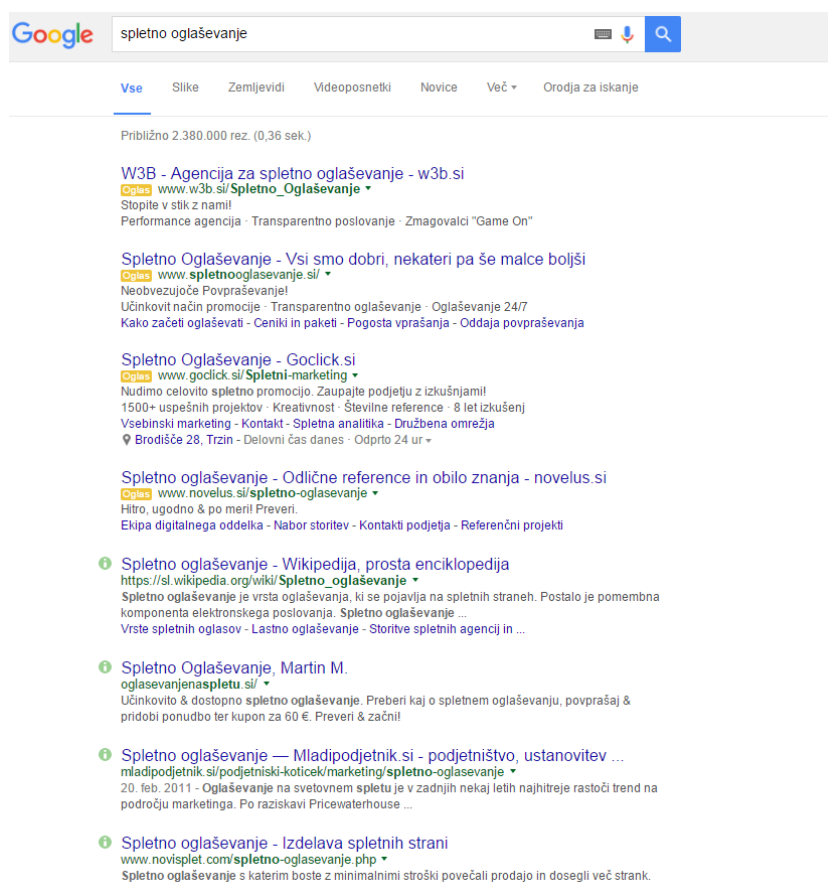 Google
spletno oglaševanje
Vse Slike Zemljevidi Videoposnetki Novice Več Orodja za iskanje
Približno 2.380.000 rez. (0,36 sek.)
W3B - Agencija za spletno oglaševanje - w3b.si
Oglas www.w3b.si/Spletno_Oglaševanje
Stopite v stik z nami!
Performance agencija · Transparentno poslovanje · Zmagovalci "Game On"
Spletno Oglaševanje - Vsi smo dobri, nekateri pa še malce boljši
Oglas www.spletnooglasevanje.si/
Neobvezujoče Povpraševanje!
Učinkovit način promocije · Transparentno oglaševanje · Oglaševanje 24/7
Kako začeti oglaševati - Ceniki in paketi - Pogosta vprašanja - Oddaja povpraševanja
Spletno Oglaševanje - Goclick.si
Oglas www.goclick.si/Spletni-marketing
Nudimo celovito spletno promocijo. Zaupajte podjetju z izkušnjami!
1500+ uspešnih projektov · Kreativnost · Številne reference · 8 let izkušenj
Vsebinski marketing - Kontakt - Spletna analitika - Družbena omrežja
Brodišče 28, Trzin - Delovni čas danes · Odprto 24 ur
Spletno oglaševanje - Odlične reference in obilo znanja - novelus.si
Oglas www.novelus.si/spletno-oglasevanje
Hitro, ugodno & po meri! Preveri.
Ekipa digitalnega oddelka - Nabor storitev - Kontakti podjetja - Referenčni projekti
Spletno oglaševanje - Wikipedija, prosta enciklopedija
https://sl.wikipedia.org/wiki/Spletno_oglaševanje
Spletno oglaševanje je vrsta oglaševanja, ki se pojavlja na spletnih straneh. Postalo je pomembna
komponenta elektronskega poslovanja. Spletno oglaševanje ...
Vrste spletnih oglasov - Lastno oglaševanje - Storitve spletnih agencij in ...
Spletno Oglaševanje, Martin M.
oglasevanjenaspletu.si/
Učinkovito & dostopno spletno oglaševanje. Preberi kaj o spletnem oglaševanju, povprašaj &
pridobi ponudbo ter kupon za 60 €. Preveri & začni!
Spletno oglaševanje — Mladipodjetnik.si - podjetništvo, ustanovitev ...
mladipodjetnik.si/podjetniski-koticek/marketing/spletno-oglasevanje
20. feb. 2011 - Oglaševanje na svetovnem spletu je v zadnjih nekaj letih najhitreje rastoči trend na
področju marketinga. Po raziskavi Pricewaterhouse ...
Spletno oglaševanje - Izdelava spletnih strani
www.novisplet.com/spletno-oglasevanje.php
Spletno oglaševanje s katerim boste z minimalnimi stroški povečali prodajo in dosegli več strank.